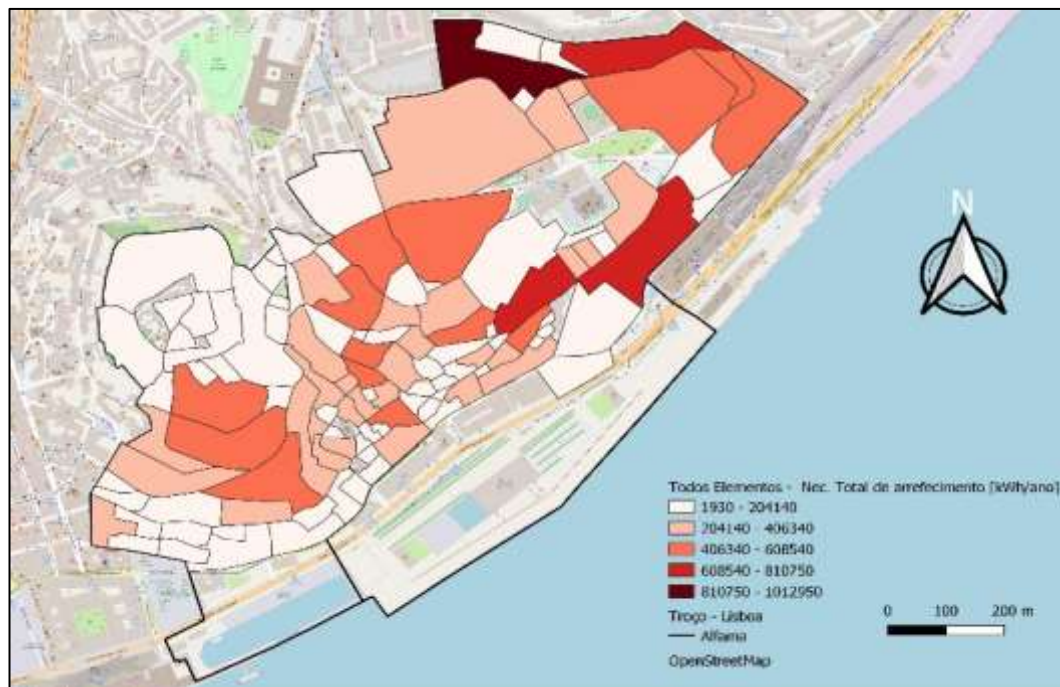 N
Todos Elementos - Nec. Total de arrefecimento [kWh/ano]
1930 - 204140
204140 - 406340
406340 - 608540
608540 - 810750
810750 - 1012950
Troço - Lisboa
Alfama
OpenStreetMap
0 100 200 m